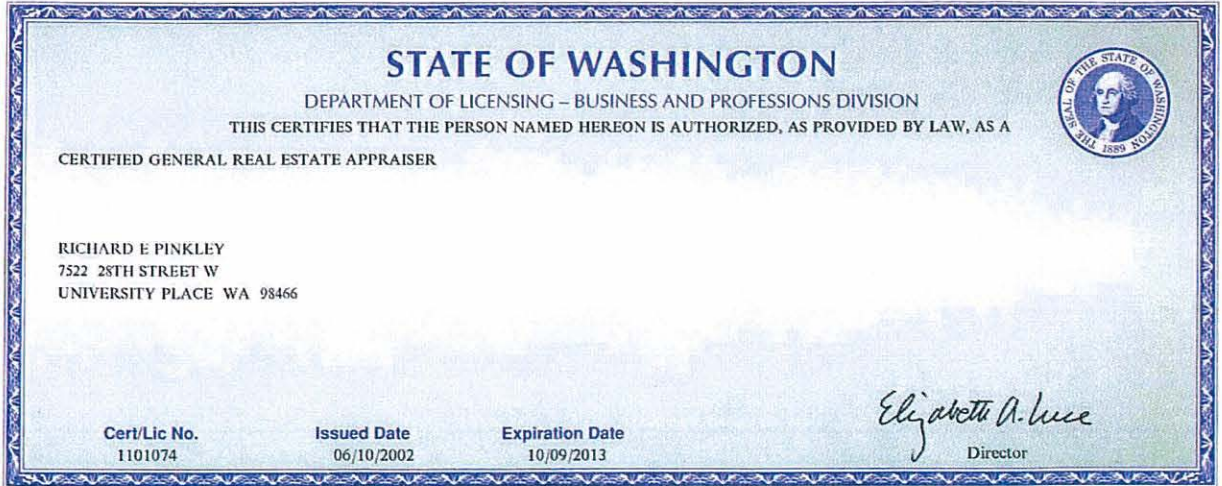 STATE OF WASHINGTON
DEPARTMENT OF LICENSING – BUSINESS AND PROFESSIONS DIVISION
THIS CERTIFIES THAT THE PERSON NAMED HEREON IS AUTHORIZED, AS PROVIDED BY LAW, AS A
CERTIFIED GENERAL REAL ESTATE APPRAISER
THE SEAL OF THE STATE OF WASHINGTON
1889
RICHARD E PINKLEY
7522 28TH STREET W
UNIVERSITY PLACE WA 98466
Elizabeth A. Luce
Cert/Lic No. Issued Date Expiration Date
1101074 06/10/2002 10/09/2013 Director